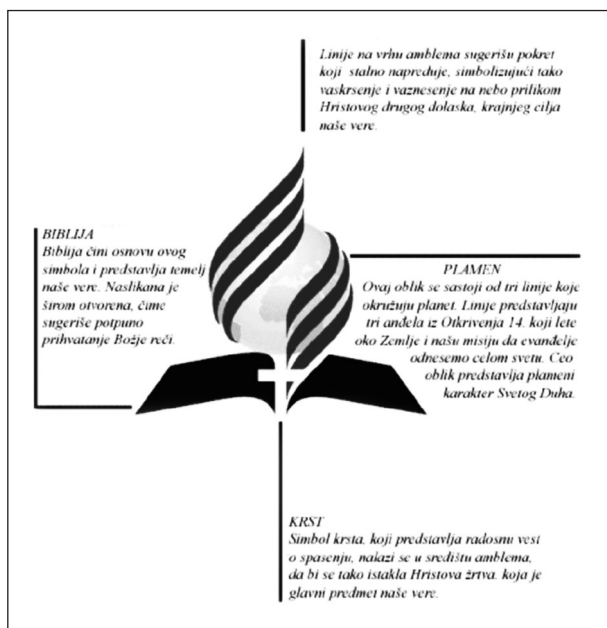 Linije na vrhu amblema sugerišu pokret
koji stalno napreduje, simbolizujući tako
vaskrsenje i vaznesenje na nebo prilikom
Hristovog drugog dolaska, krajnjeg cilja
naše vere.
BIBLIJA
Biblija čini osnovu ovog
simbola i predstavlja temelj
naše vere. Naslikana je
širom otvorena, čime
sugeriše potpuno
prihvatanje Božje reči.
PLAMEN
Ovaj oblik se sastoji od tri linije koje
okružuju planet. Linije predstavljaju
tri anđela iz Otkrivenja 14. koji lete
oko Zemlje i našu misiju da evanđelje
odnesemo celom svetu. Ceo
oblik predstavlja plameni
karakter Svetog Duha.
KRST
Simbol krsta, koji predstavlja radosnu vest
o spasenju, nalazi se u središtu amblema,
da bi se tako istakla Hristova žrtva, koja je
glavni predmet naše vere.